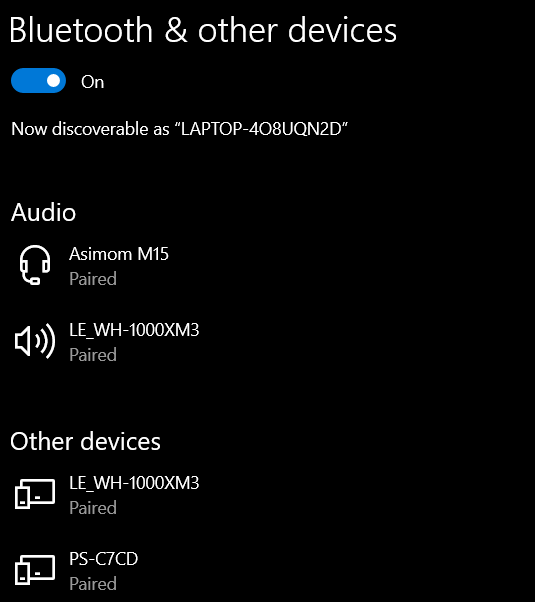 Bluetooth & other devices
On
Now discoverable as “LAPTOP-4O8UQN2D”
Audio
Asimom M15
Paired
LE_WH-1000XM3
Paired
Other devices
LE_WH-1000XM3
Paired
PS-C7CD
Paired